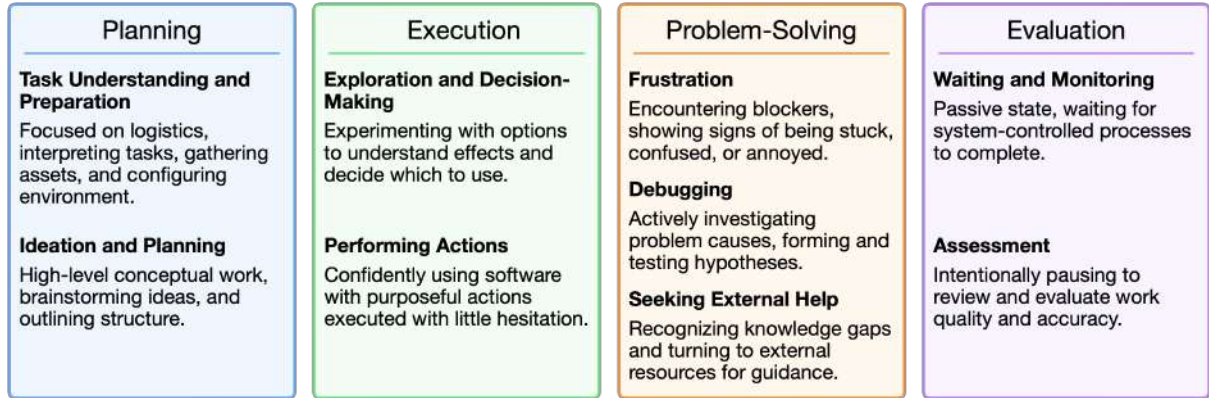 Planning
Task Understanding and
Preparation
Focused on logistics,
interpreting tasks, gathering
assets, and configuring
environment.
Ideation and Planning
High-level conceptual work,
brainstorming ideas, and
outlining structure.
Execution
Exploration and Decision-
Making
Experimenting with options
to understand effects and
decide which to use.
Performing Actions
Confidently using software
with purposeful actions
executed with little hesitation.
Problem-Solving
Frustration
Encountering blockers,
showing signs of being stuck,
confused, or annoyed.
Debugging
Actively investigating
problem causes, forming and
testing hypotheses.
Seeking External Help
Recognizing knowledge gaps
and turning to external
resources for guidance.
Evaluation
Waiting and Monitoring
Passive state, waiting for
system-controlled processes
to complete.
Assessment
Intentionally pausing to
review and evaluate work
quality and accuracy.